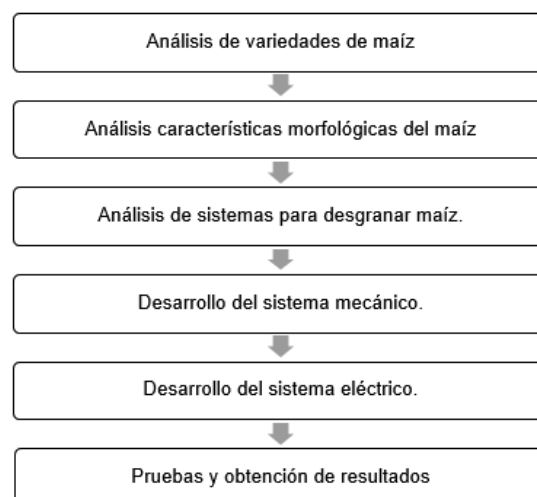 Análisis de variedades de maíz
Análisis características morfológicas del maíz
Análisis de sistemas para desgranar maíz.
Desarrollo del sistema mecánico.
Desarrollo del sistema eléctrico.
Pruebas y obtención de resultados